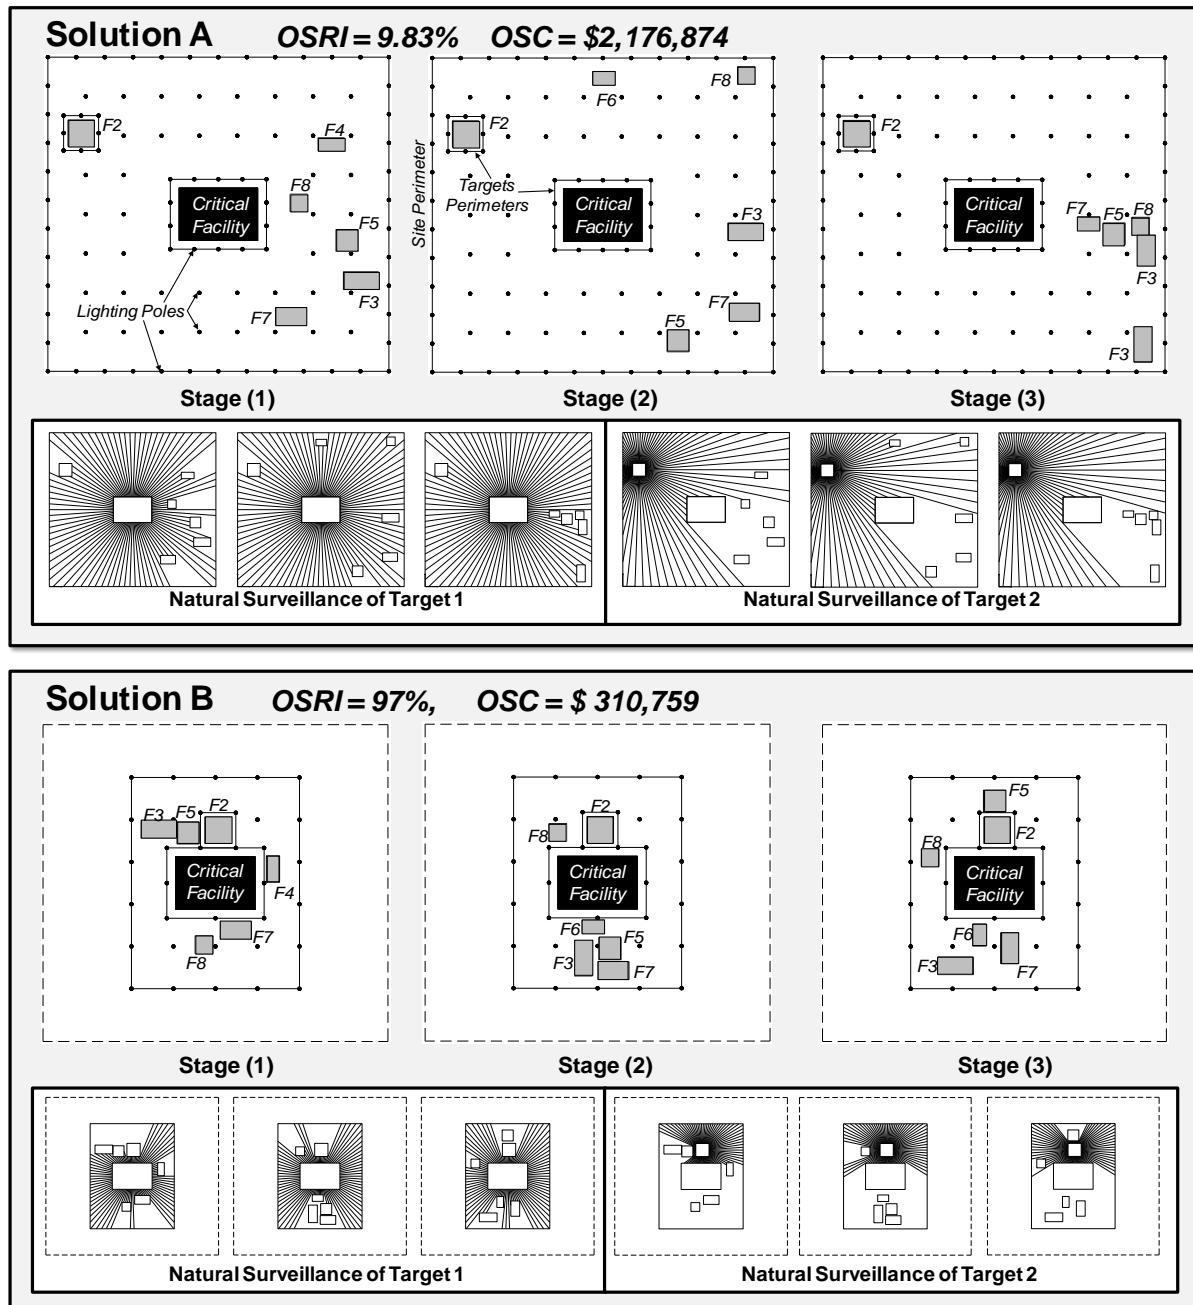 Solution A OSRI = 9.83% OSC = $2,176,874
F2
F4
F8
Critical
Facility
F5
F3
Lighting Poles
F7
Stage (1)
F6
F8
F2
Site Perimeter
Targets
Perimeters
Critical
Facility
F3
F7
F5
Stage (2)
F2
Critical
Facility
F7
F5
F8
F3
F3
Stage (3)
Natural Surveillance of Target 1
Natural Surveillance of Target 2
Solution B OSRI = 97%, OSC = $ 310,759
F3
F5
F2
Critical
Facility
F4
F7
F8
Stage (1)
F2
F8
Critical
Facility
F6
F5
F3
F7
Stage (2)
F5
F2
F8
Critical
Facility
F6
F3
F7
Stage (3)
Natural Surveillance of Target 1
Natural Surveillance of Target 2